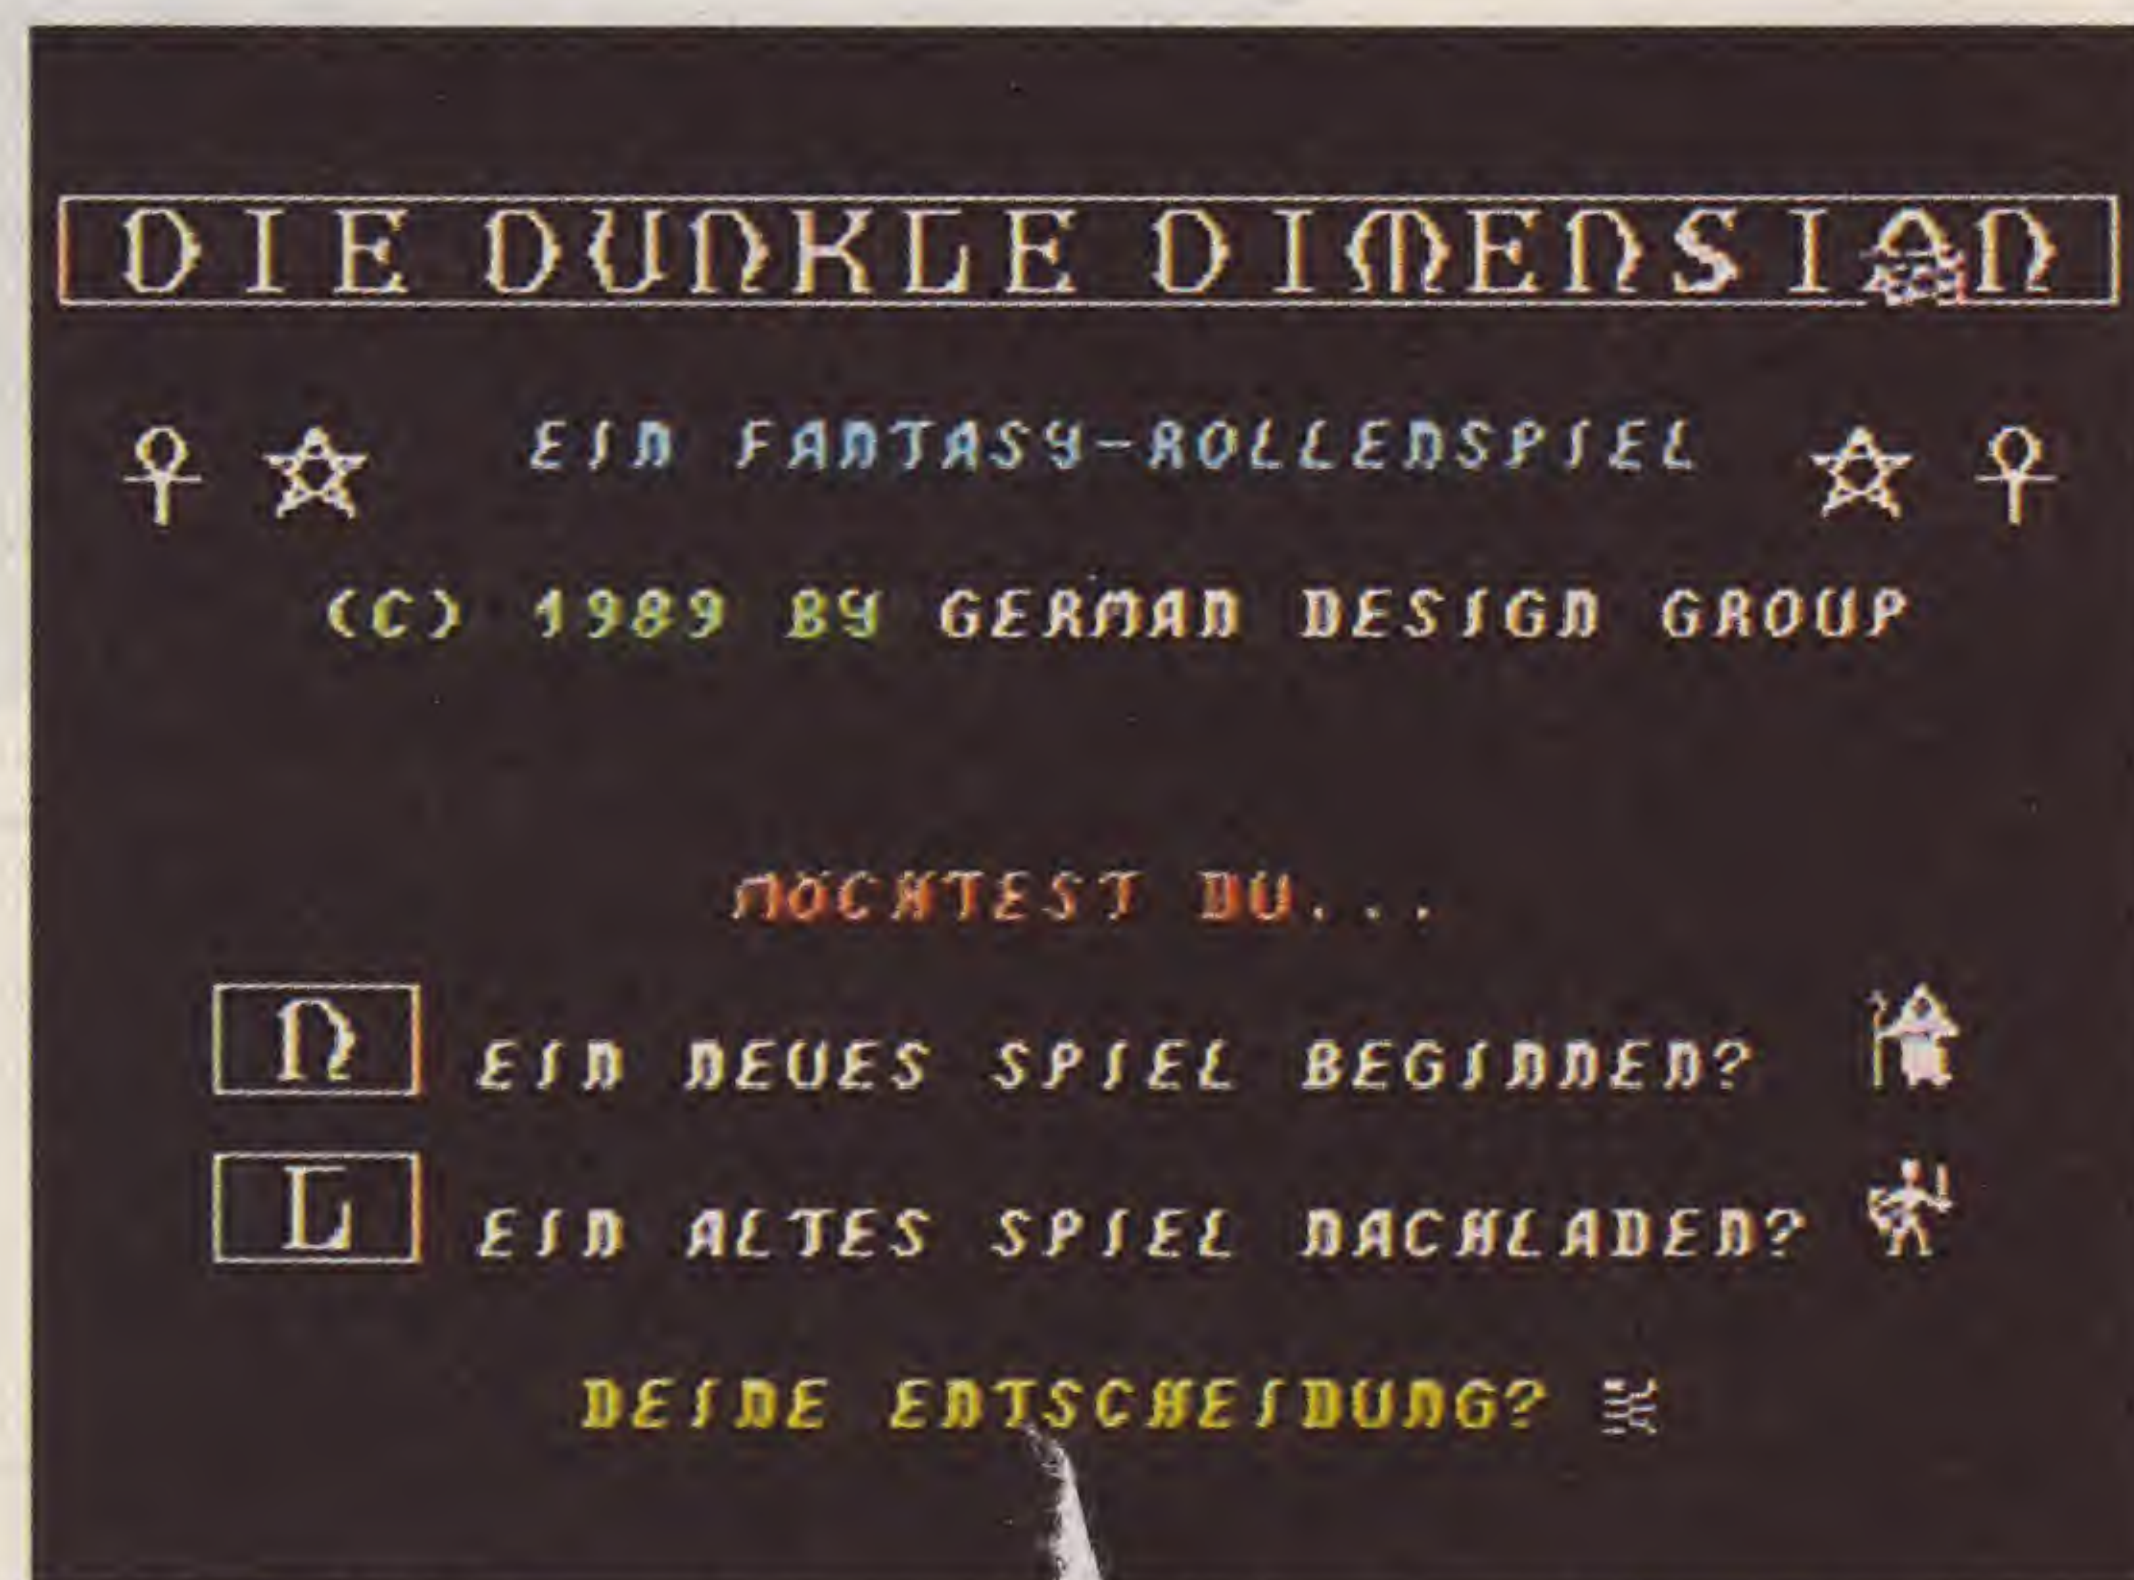 DIE DUNKLE DIMENSION
EIN FANTASY-ROLLENSPIEL
(C) 1989 BY GERMAN DESIGN GROUP
MÖCHTEST DU...
N EIN NEUES SPIEL BEGINNEN?
L EIN ALTES SPIEL NACHLADEN?
DEINE ENTSCHEIDUNG?